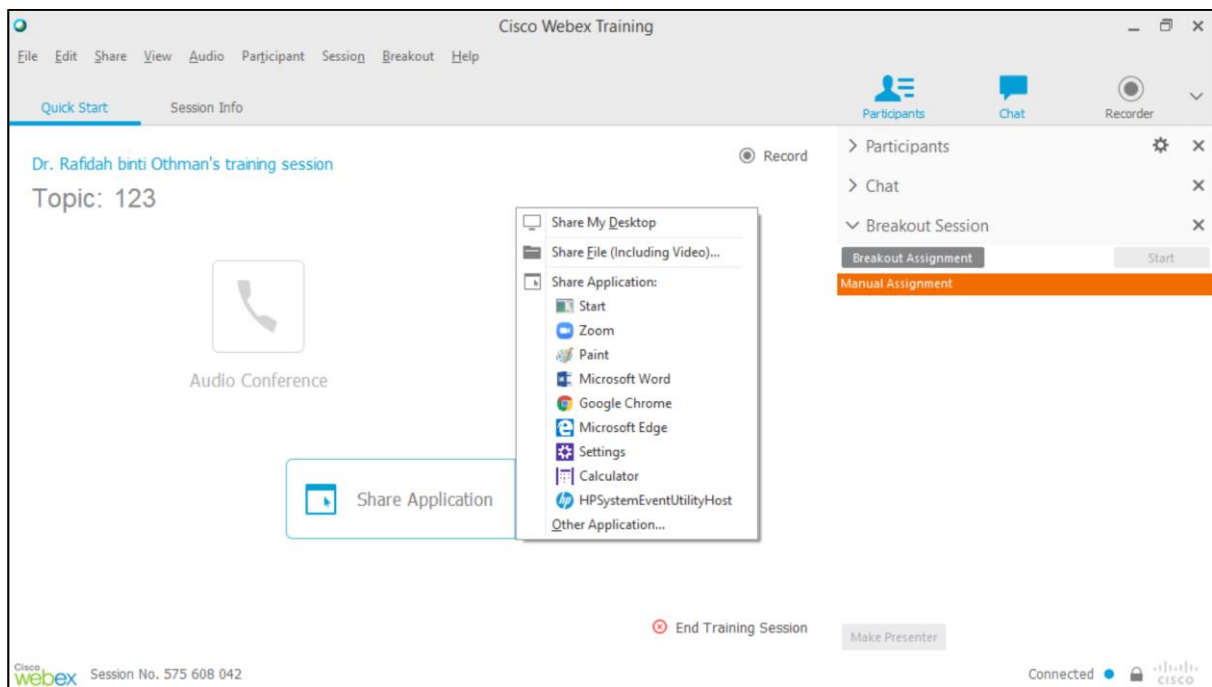 Cisco Webex Training
File Edit Share View Audio Participant Session Breakout Help
Quick Start Session Info
Participants Chat Recorder
Dr. Rafidah binti Othman's training session
Record
Topic: 123
Audio Conference
Share Application
Share My Desktop
Share File (Including Video)...
Share Application:
Start
Zoom
Paint
Microsoft Word
Google Chrome
Microsoft Edge
Settings
Calculator
HPSystemEventUtilityHost
Other Application...
End Training Session
Participants
Chat
Breakout Session
Breakout Assignment Start
Manual Assignment
Make Presenter
Cisco webex Session No. 575 608 042
Connected
CISCO